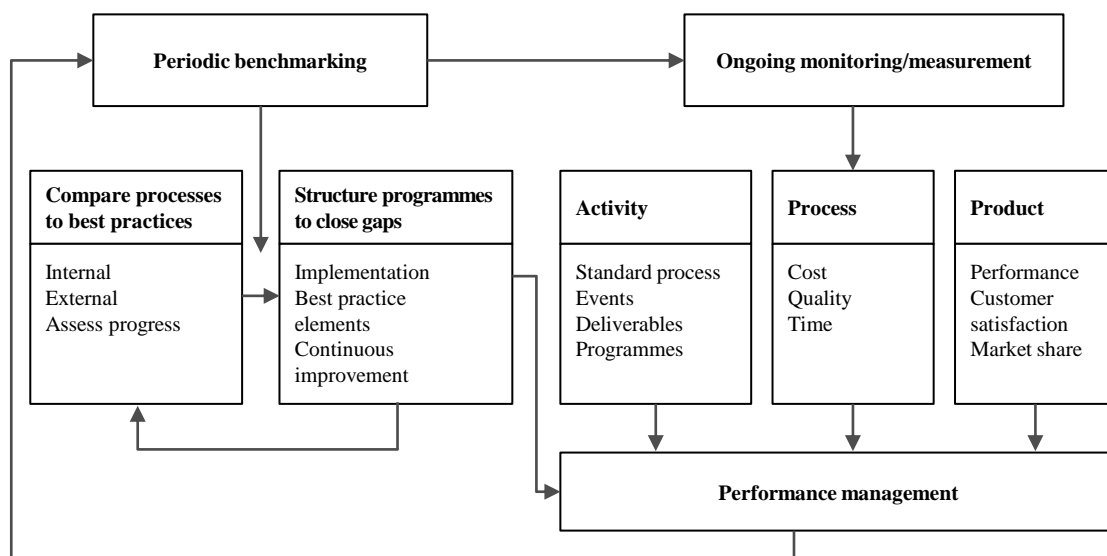 Periodic benchmarking
Ongoing monitoring/measurement
Compare processes
to best practices
Internal
External
Assess progress
Structure programmes
to close gaps
Implementation
Best practice
elements
Continuous
improvement
Activity
Standard process
Events
Deliverables
Programmes
Process
Cost
Quality
Time
Product
Performance
Customer
satisfaction
Market share
Performance management